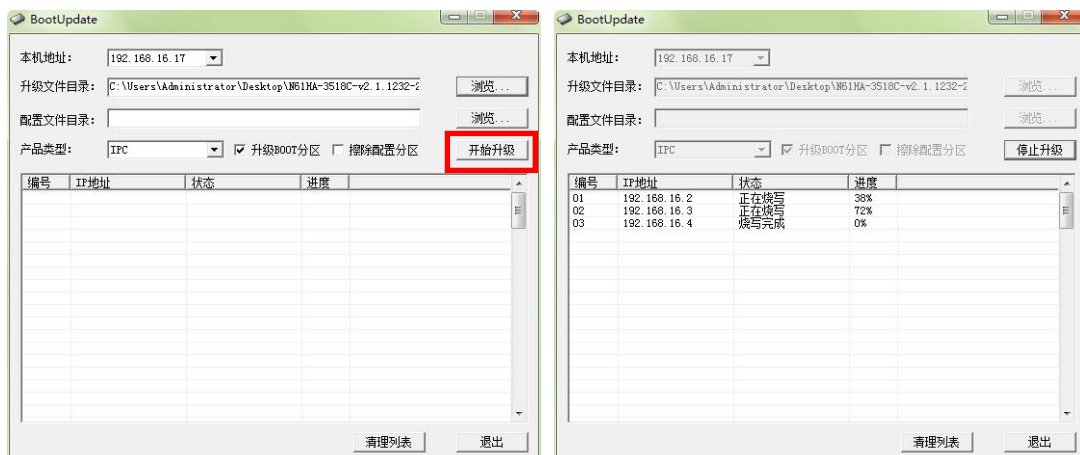 BootUpdate
本机地址: 192.168.16.17
升级文件目录: C:\Users\Administrator\Desktop\N61HA-3518C-v2.1.1232-2 浏览...
配置文件目录: 浏览...
产品类型: IPC 升级BOOT分区 擦除配置分区 开始升级
编号 IP地址 状态 进度
清理列表 退出
BootUpdate
本机地址: 192.168.16.17
升级文件目录: C:\Users\Administrator\Desktop\N61HA-3518C-v2.1.1232-2 浏览...
配置文件目录: 浏览...
产品类型: IPC 升级BOOT分区 擦除配置分区 停止升级
编号 IP地址 状态 进度
01 192.168.16.2 正在烧写 38%
02 192.168.16.3 正在烧写 72%
03 192.168.16.4 烧写完成 0%
清理列表 退出